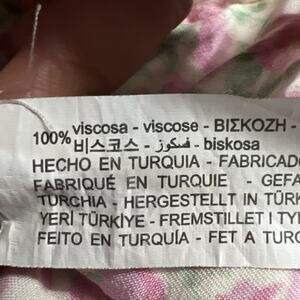 100% viscosa - viscose - ΒΙΣΚΟΖΗ -
비스코스 - فسكوز - biskosa
HECHO EN TURQUIA - FABRICADO
FABRIQUÉ EN TURQUIE - GEFA
TURCHIA - HERGESTELLT IN TÜRK
YERİ TÜRKİYE - FREMSTILLET I TYR
FEITO EN TURQUÍA - FET A TURQ